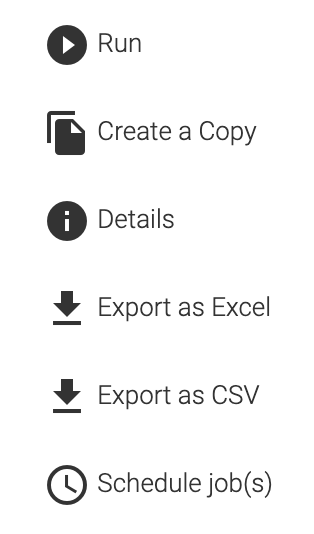 Run
Create a Copy
Details
Export as Excel
Export as CSV
Schedule job(s)